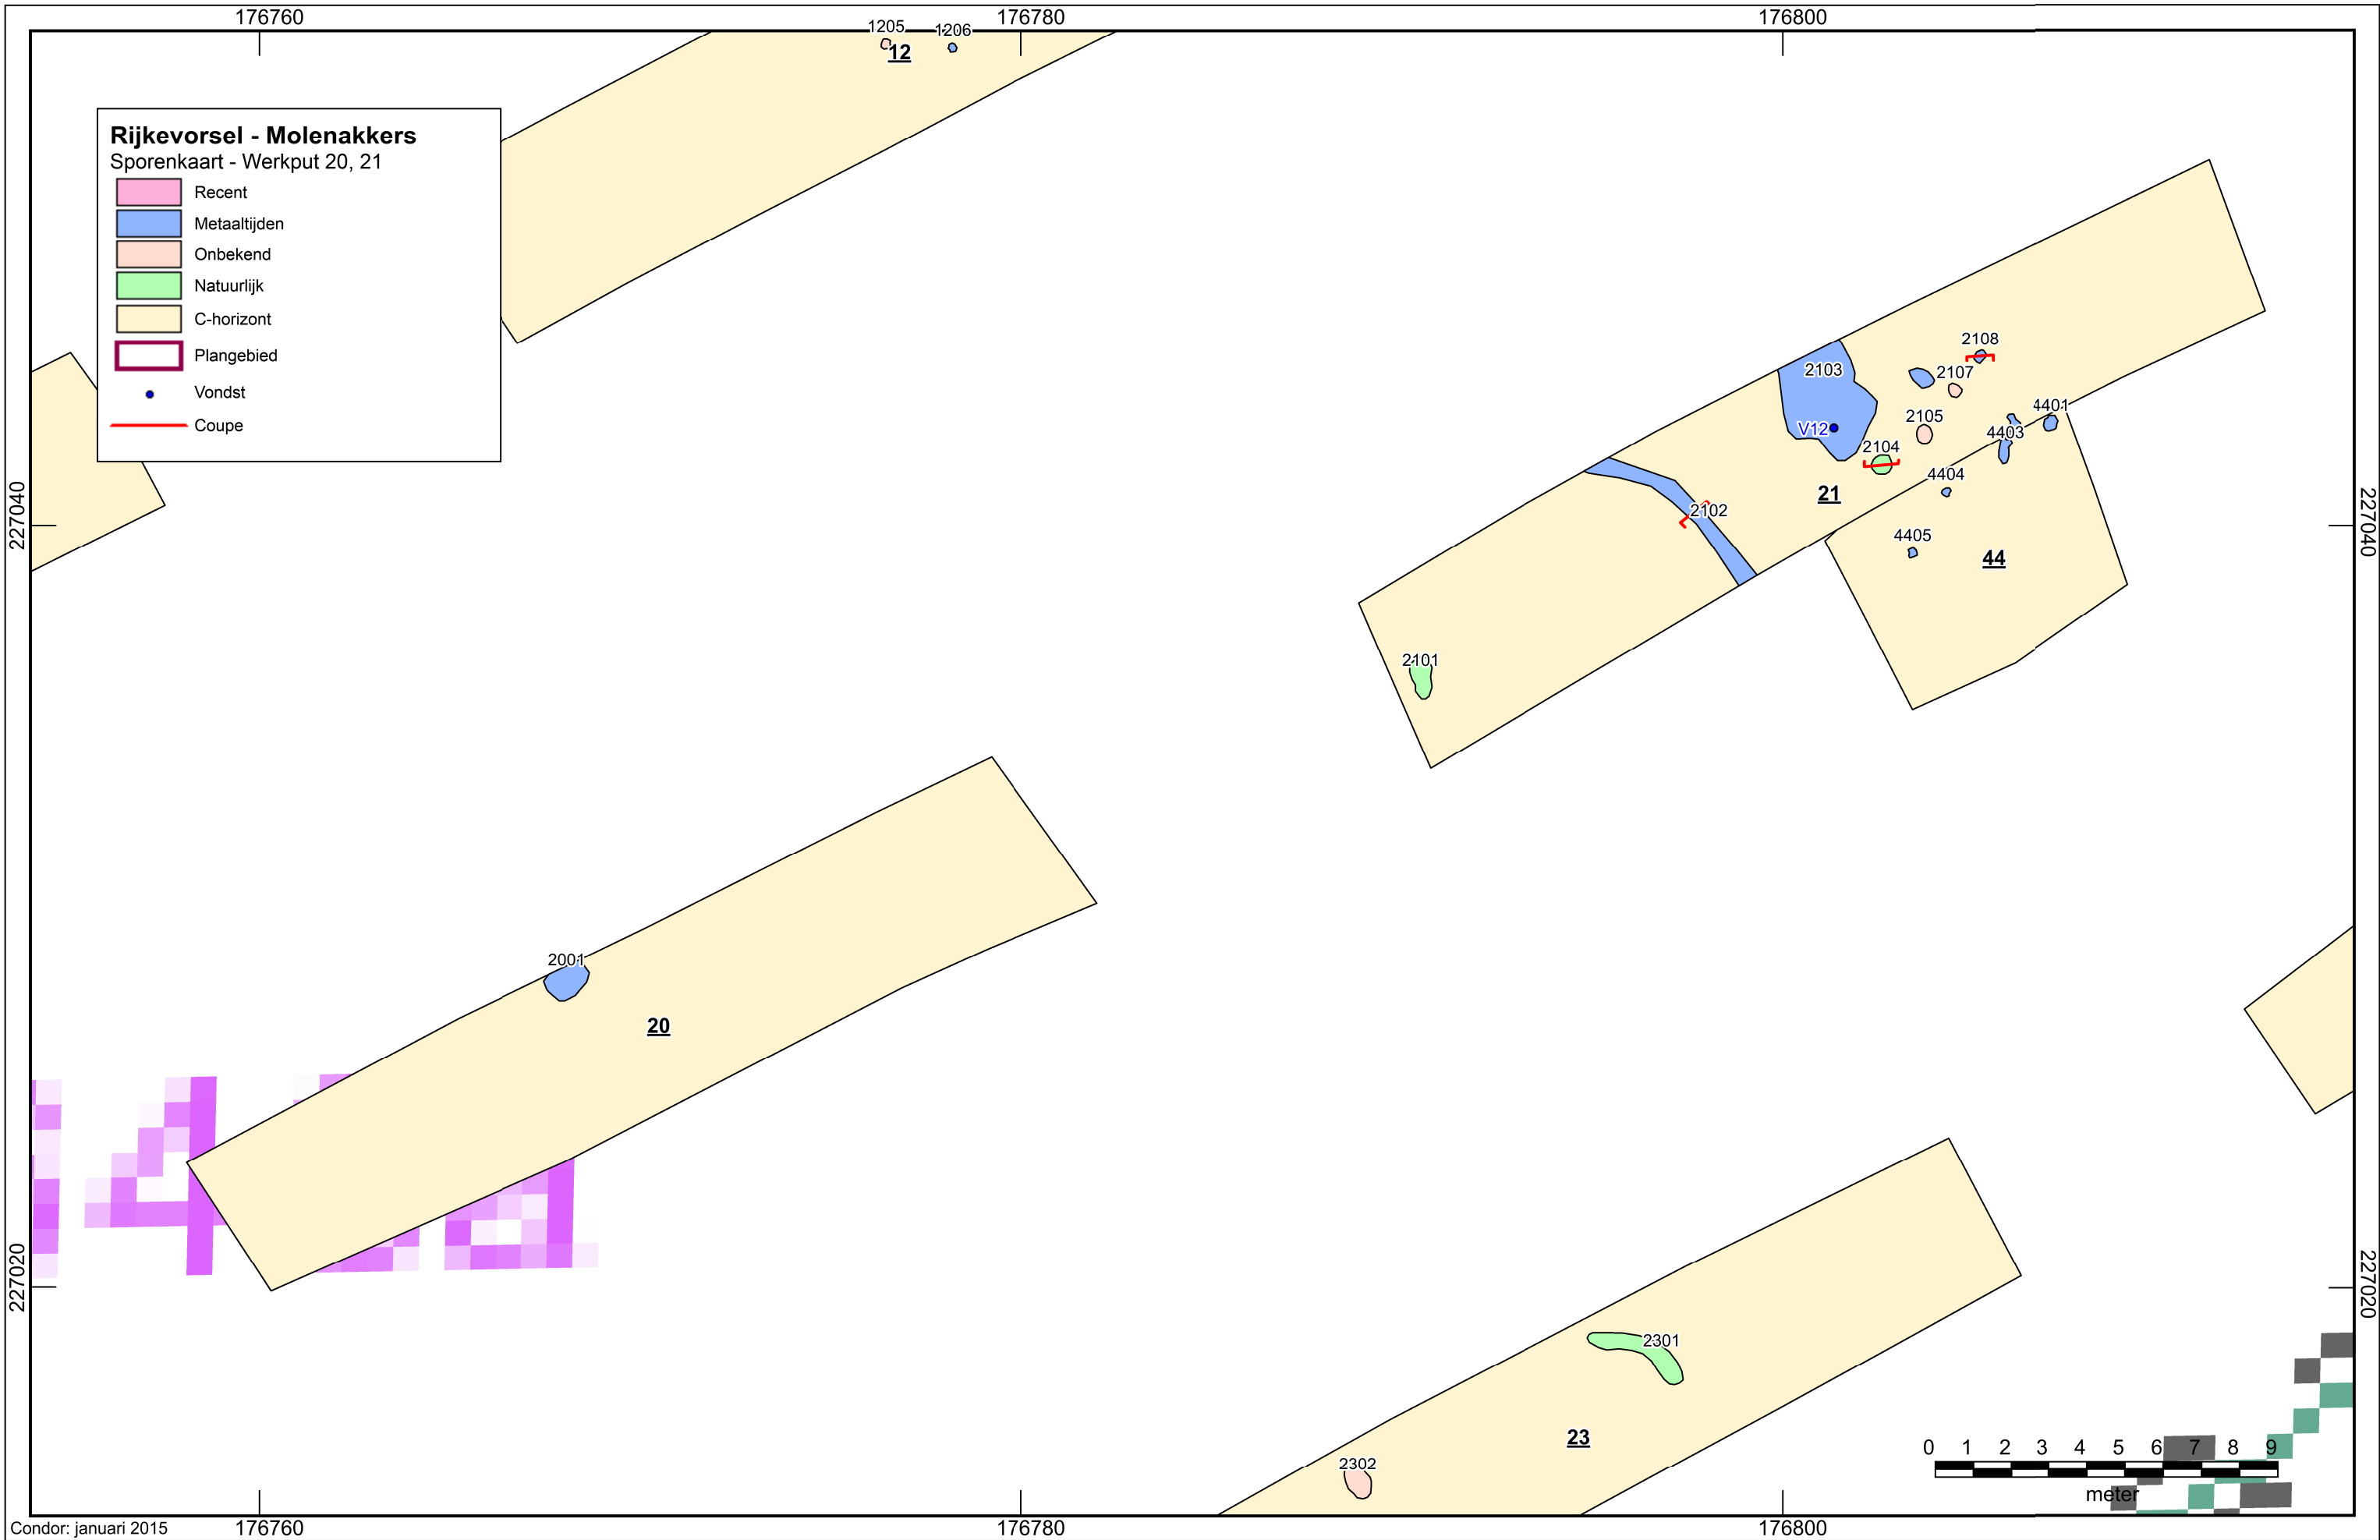 176760
176780
176800
1205
1206
12
Rijkevorsel - Molenakkers
Sporenkaart - Werkput 20, 21
Recent
Metaaltijden
Onbekend
Natuurlijk
C-horizont
Plangebied
Vondst
Coupe
2108
2103
2107
4401
2105
V12
4403
2104
4404
21
2102
4405
44
227040
227040
2101
2001
20
227020
227020
2301
23
2302
0 1 2 3 4 5 6 7 8 9
meter
Condor: januari 2015
176760
176780
176800